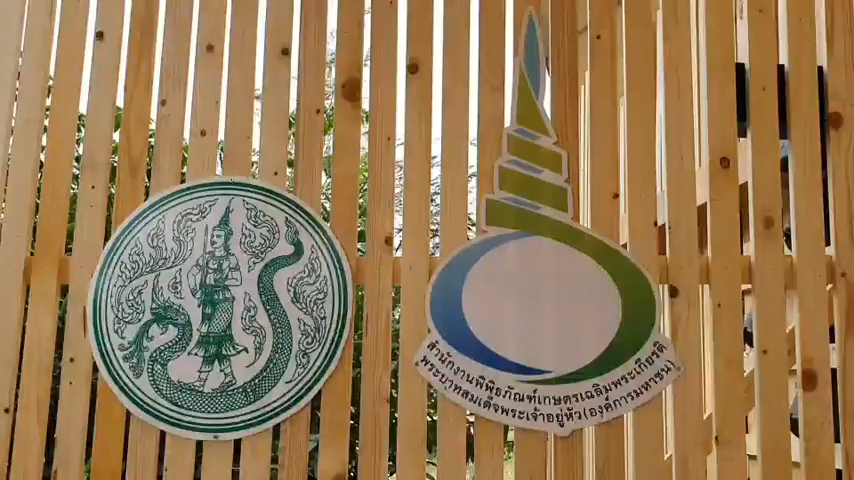 สำนักงานพิพิธภัณฑ์เกษตรเฉลิมพระเกียรติ
พระบาทสมเด็จพระเจ้าอยู่หัว(องค์การมหาชน)